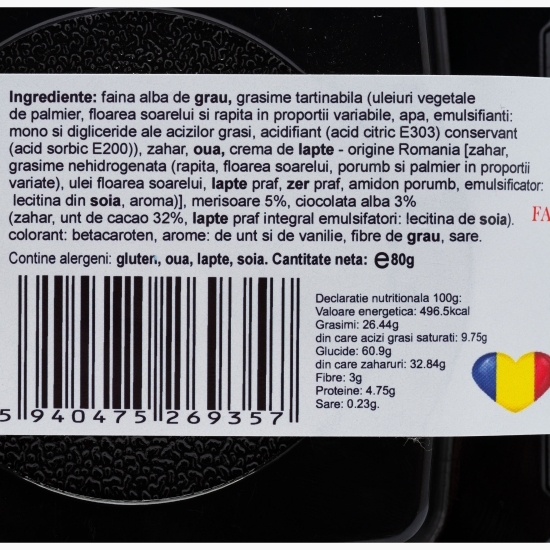 Ingrediente: faina alba de grau, grasime tartinabila (uleiuri vegetale
de palmier, floarea soarelui si rapita in proportii variabile, apa, emulsifianti:
mono si digliceride ale acizilor grasi, acidifiant (acid citric E303) conservant
(acid sorbic E200)), zahar, oua, crema de lapte - origine Romania [zahar,
grasime nehidrogenata (rapita, floarea soarelui, porumb si palmier in proportii
variate), ulei floarea soarelui, lapte praf, zer praf, amidon porumb, emulsificator:
lecitina din soia, aroma)], merisoare 5%, ciocolata alba 3%
(zahar, unt de cacao 32%, lapte praf integral emulsifatori: lecitina de soia).
colorant: betacaroten, arome: de unt si de vanilie, fibre de grau, sare.
FA
Contine alergeni: gluten, oua, lapte, soia. Cantitate neta: e80g
Declaratie nutritionala 100g:
Valoare energetica: 496.5kcal
Grasimi: 26.44g
din care acizi grasi saturati: 9.75g
Glucide: 60.9g
din care zaharuri: 32.84g
Fibre: 3g
Proteine: 4.75g
Sare: 0.23g.
5 940475 269357